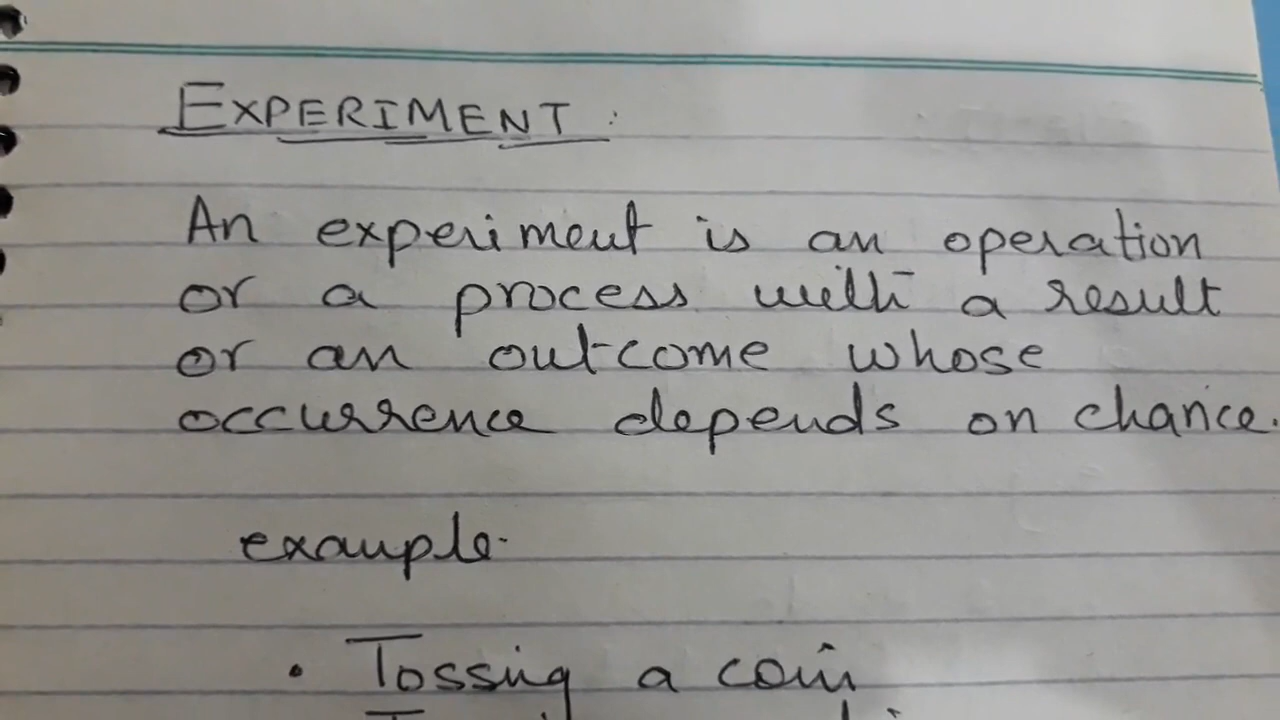 EXPERIMENT :
An experiment is an operation
or a process with a result
or an outcome whose
occurrence depends on chance.
example.
• Tossing a coin